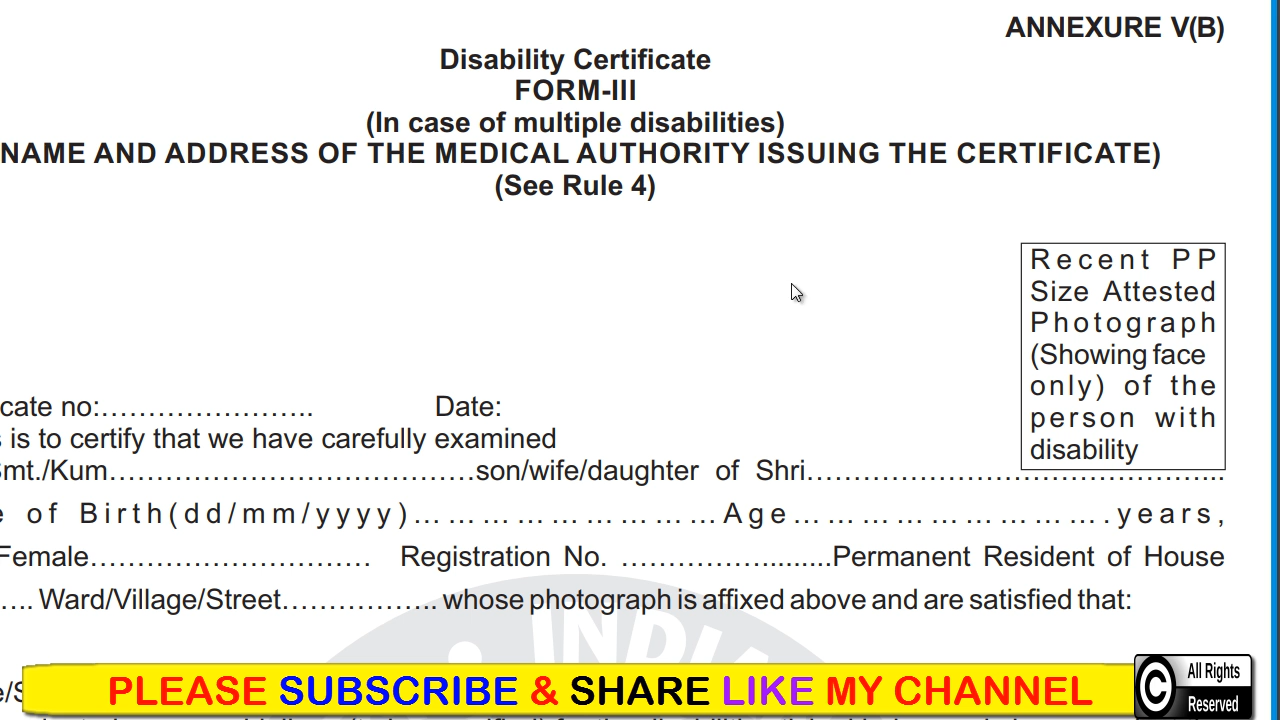 ANNEXURE V(B)
Disability Certificate
FORM-III
(In case of multiple disabilities)
NAME AND ADDRESS OF THE MEDICAL AUTHORITY ISSUING THE CERTIFICATE)
(See Rule 4)
Recent PP
Size Attested
Photograph
(Showing face
only) of the
person with
disability
cate no:…………………….. Date:
s is to certify that we have carefully examined
Smt./Kum…………………………………son/wife/daughter of Shri……………………………………...
e of Birth(dd/mm/yyyy)……………………………Age……………………………….years,
Female………………………… Registration No. ……………..........Permanent Resident of House
…. Ward/Village/Street…………….. whose photograph is affixed above and are satisfied that:
INDIA
PLEASE SUBSCRIBE & SHARE LIKE MY CHANNEL
C All Rights
Reserved